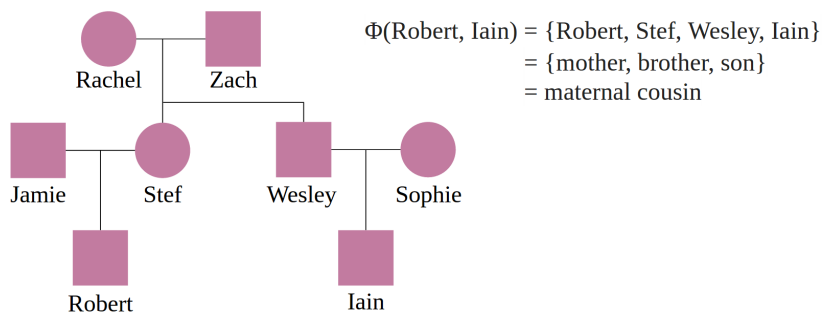 Φ(Robert, Iain) = {Robert, Stef, Wesley, Iain}
= {mother, brother, son}
= maternal cousin
Rachel
Zach
Jamie
Stef
Wesley
Sophie
Robert
Iain